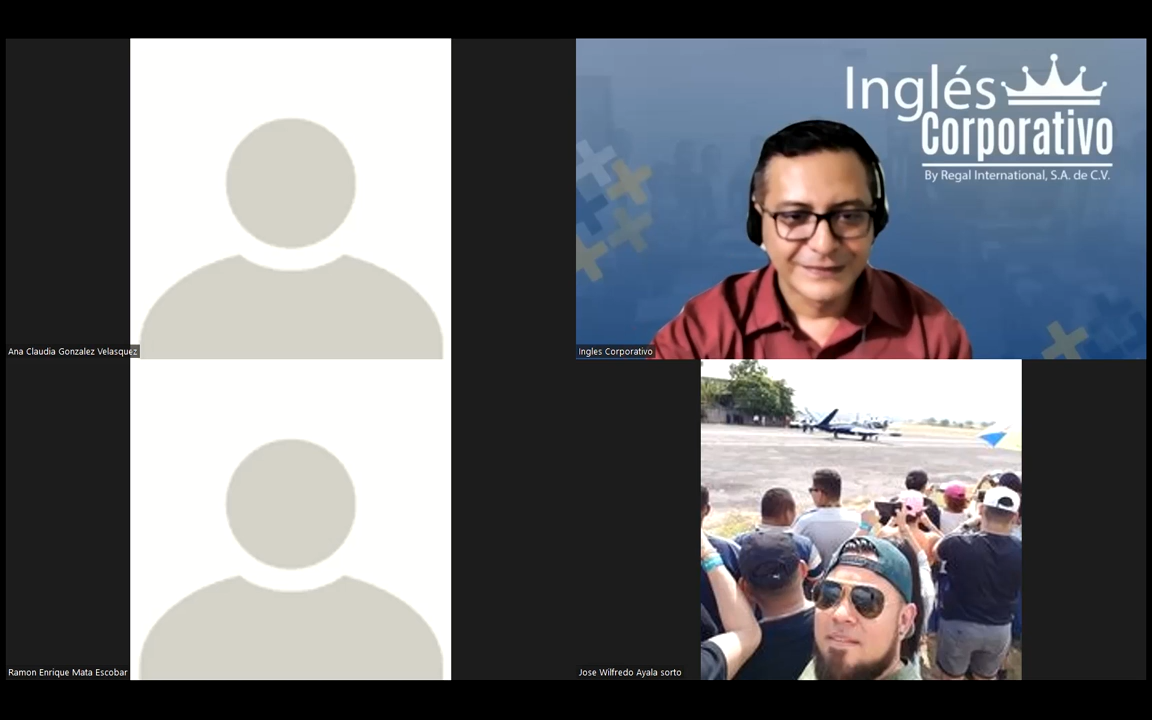 Inglés
Corporativo
By Regal International, S.A. de C.V.
Ana Claudia Gonzalez Velasquez
Ingles Corporativo
Ramon Enrique Mata Escobar
Jose Wilfredo Ayala sorto